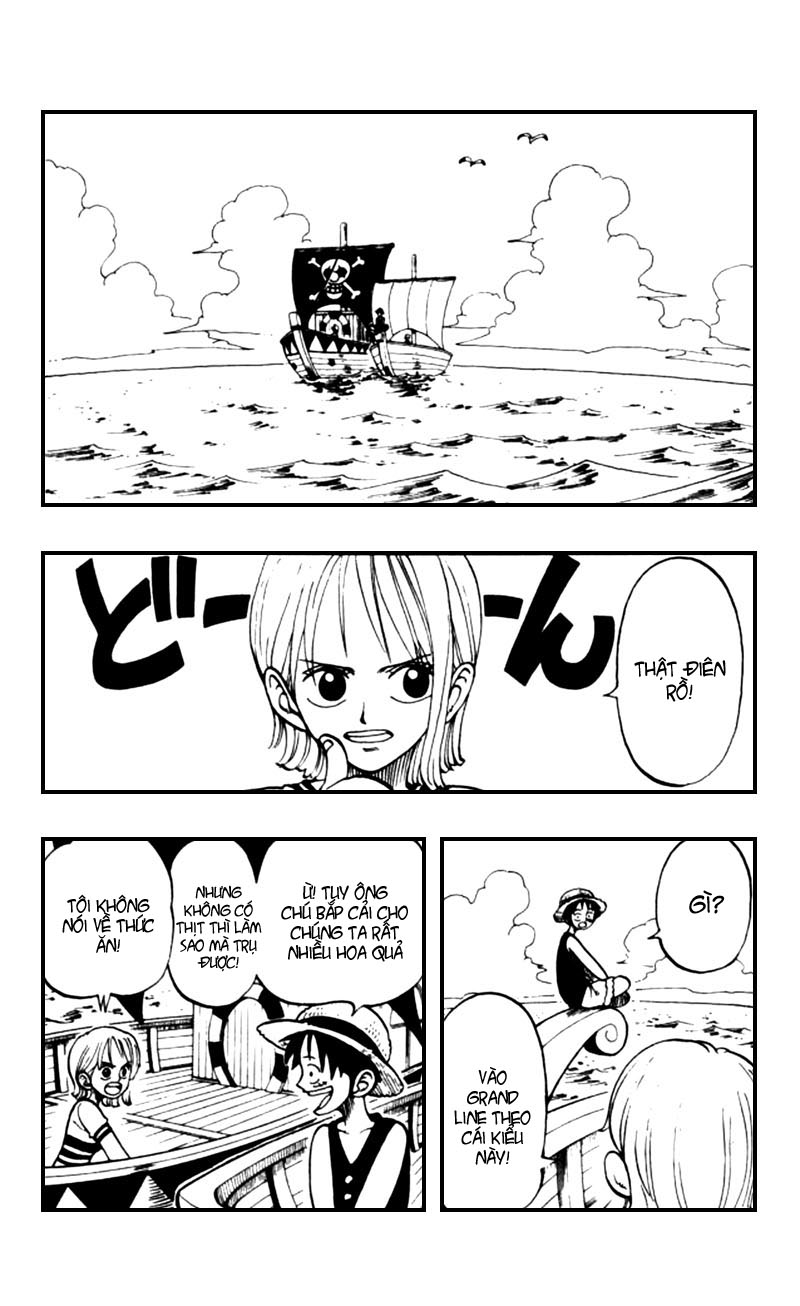 どーーん
THẬT ĐIÊN
RỒ!
GÌ?
VÀO
GRAND
LINE THEO
CÁI KIỂU
NÀY!
Ừ! TUY ÔNG
CHÚ BẮP CẢI CHO
CHÚNG TA RẤT
NHIỀU HOA QUẢ
NHƯNG
KHÔNG CÓ
THỊT THÌ LÀM
SAO MÀ TRỤ
ĐƯỢC!
TÔI KHÔNG
NÓI VỀ THỨC
ĂN!